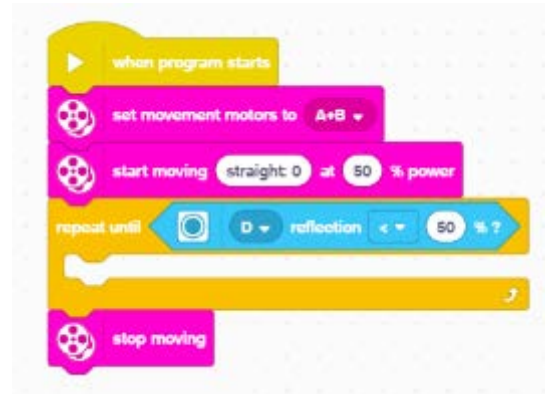 when program starts
set movement motors to A+B
start moving straight: 0 at 50 % power
repeat until D reflection < 50 % ?
stop moving